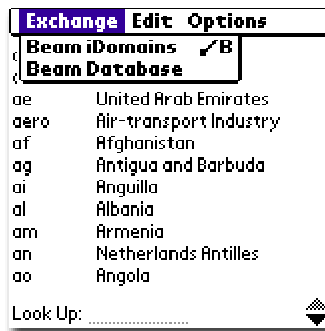 Exchange Edit Options
Beam iDomains ✓B
Beam Database
ae United Arab Emirates
aero Air-transport Industry
af Afghanistan
ag Antigua and Barbuda
ai Anguilla
al Albania
am Armenia
an Netherlands Antilles
ao Angola
Look Up: